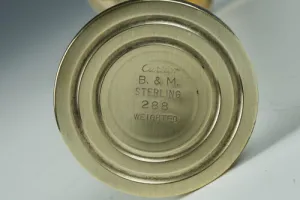 B. & M.
STERLING
288
WEIGHTED